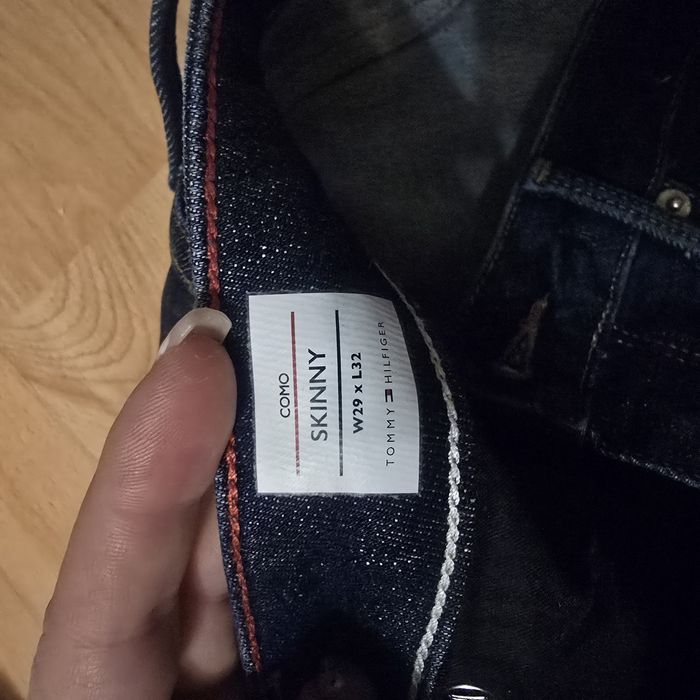 COMO
SKINNY
W29 x L32
TOMMY HILFIGER